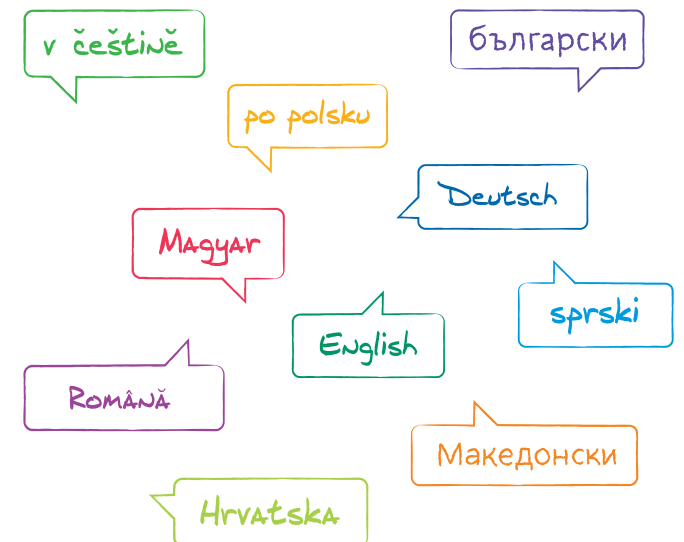 v češtině
български
po polsku
Deutsch
Magyar
sprski
English
Română
Македонски
Hrvatska